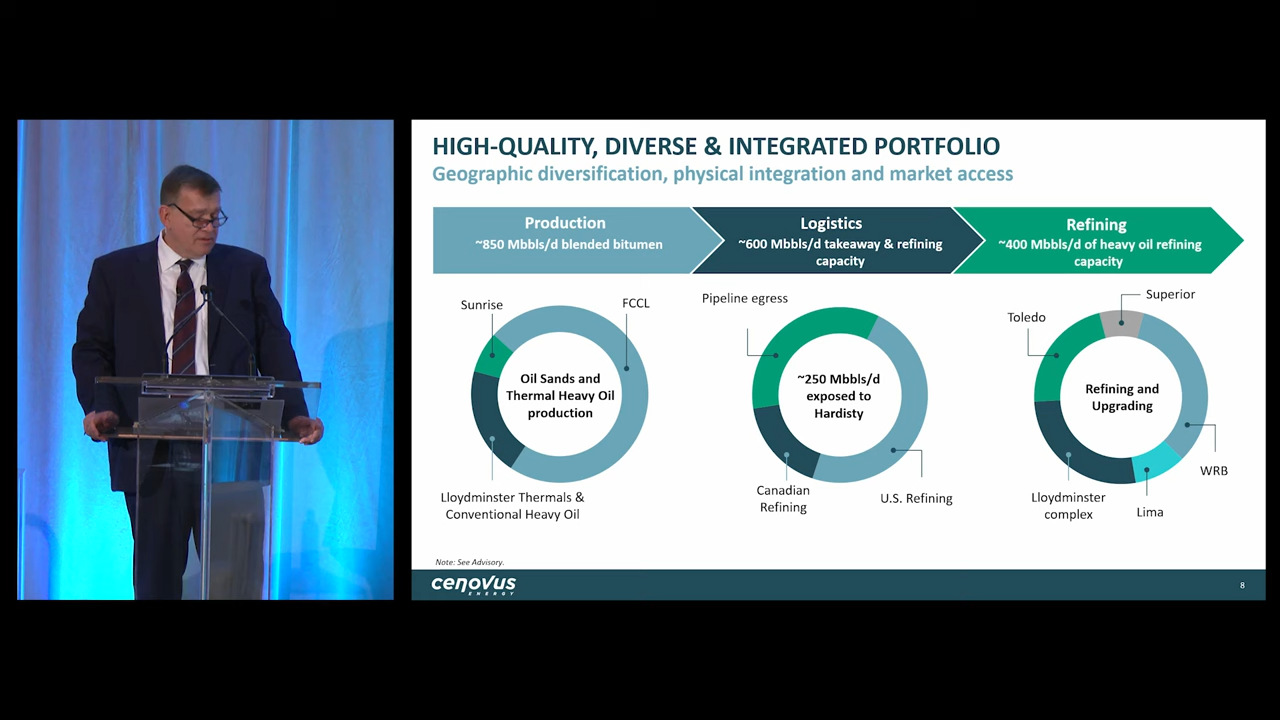 HIGH-QUALITY, DIVERSE & INTEGRATED PORTFOLIO
Geographic diversification, physical integration and market access
Production
~850 Mbbls/d blended bitumen
Logistics
~600 Mbbls/d takeaway & refining
capacity
Refining
~400 Mbbls/d of heavy oil refining
capacity
Sunrise
FCCL
Oil Sands and
Thermal Heavy Oil
production
Lloydminster Thermals &
Conventional Heavy Oil
Pipeline egress
~250 Mbbls/d
exposed to
Hardisty
Canadian
Refining
U.S. Refining
Superior
Toledo
Refining and
Upgrading
WRB
Lloydminster
complex
Lima
Note: See Advisory.
cenovus
ENERGY
8